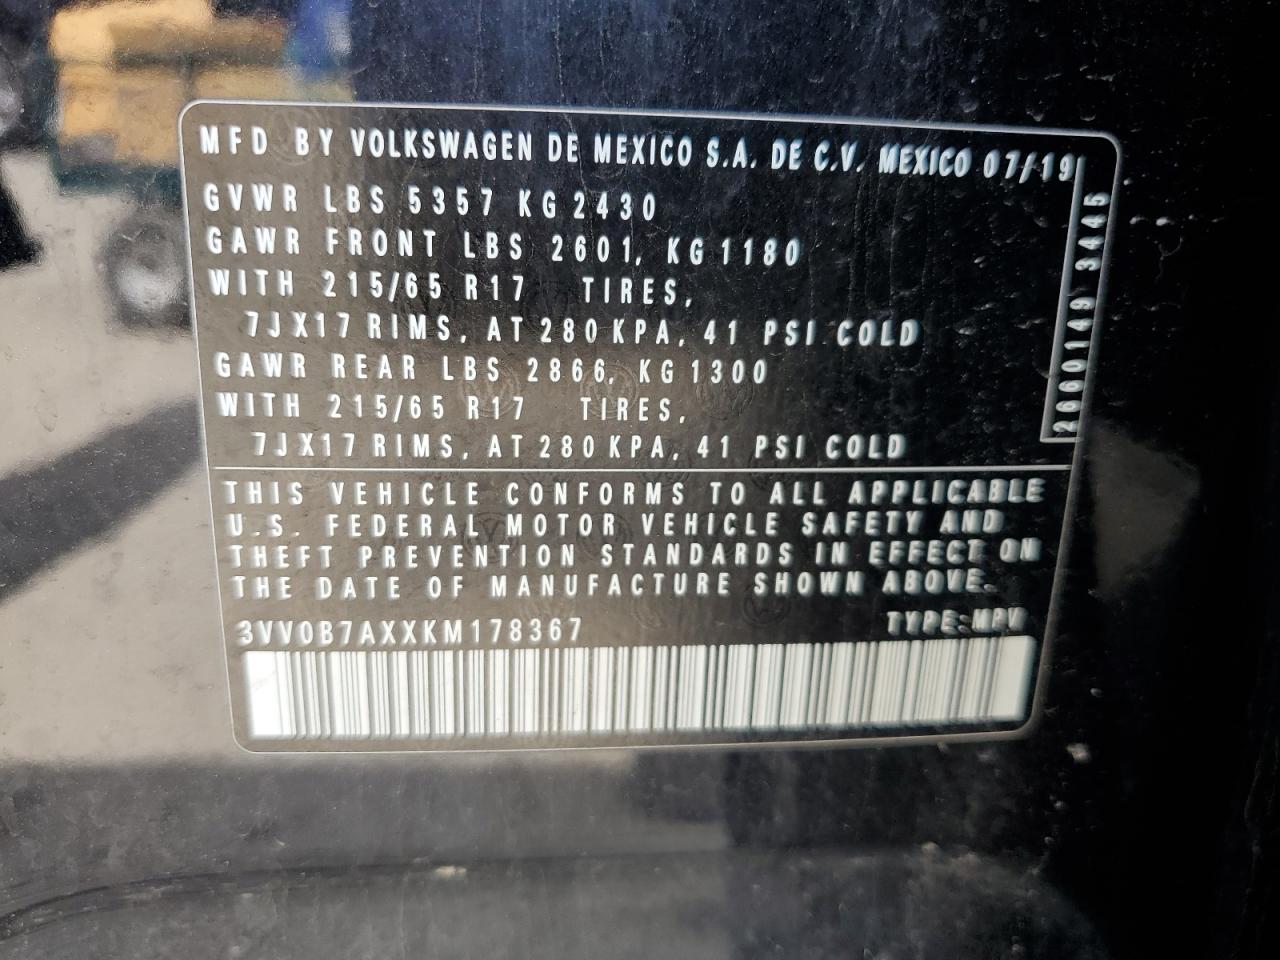 MFD BY VOLKSWAGEN DE MEXICO S.A. DE C.V. MEXICO 07/19
GVWR LBS 5357 KG 2430
GAWR FRONT LBS 2601, KG 1180
WITH 215/65 R17 TIRES,
7JX17 RIMS, AT 280 KPA, 41 PSI COLD
GAWR REAR LBS 2866, KG 1300
WITH 215/65 R17 TIRES,
7JX17 RIMS, AT 280 KPA, 41 PSI COLD
2660149 3445
THIS VEHICLE CONFORMS TO ALL APPLICABLE
U.S. FEDERAL MOTOR VEHICLE SAFETY AND
THEFT PREVENTION STANDARDS IN EFFECT ON
THE DATE OF MANUFACTURE SHOWN ABOVE.
3VV0B7AXXKM178367 TYPE:MPV